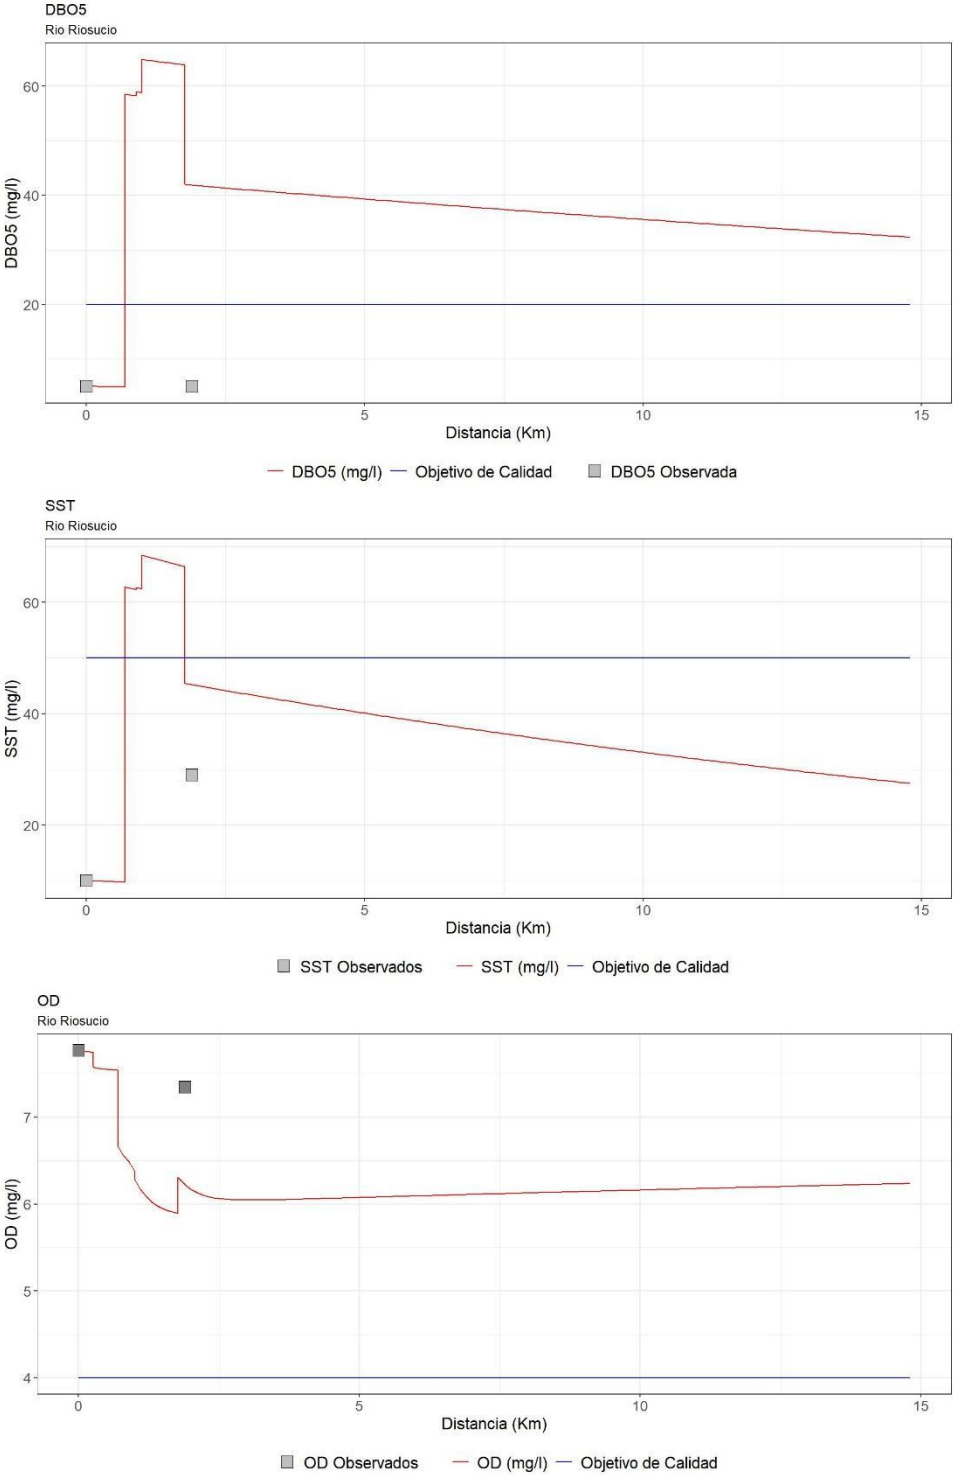 DBO5
Rio Riosucio
60
40
20
DBO5 (mg/l)
0 5 10 15
Distancia (Km)
DBO5 (mg/l) Objetivo de Calidad DBO5 Observada
SST
Rio Riosucio
60
40
20
SST (mg/l)
0 5 10 15
Distancia (Km)
SST Observados SST (mg/l) Objetivo de Calidad
OD
Rio Riosucio
7
6
5
4
OD (mg/l)
0 5 10 15
Distancia (Km)
OD Observados OD (mg/l) Objetivo de Calidad